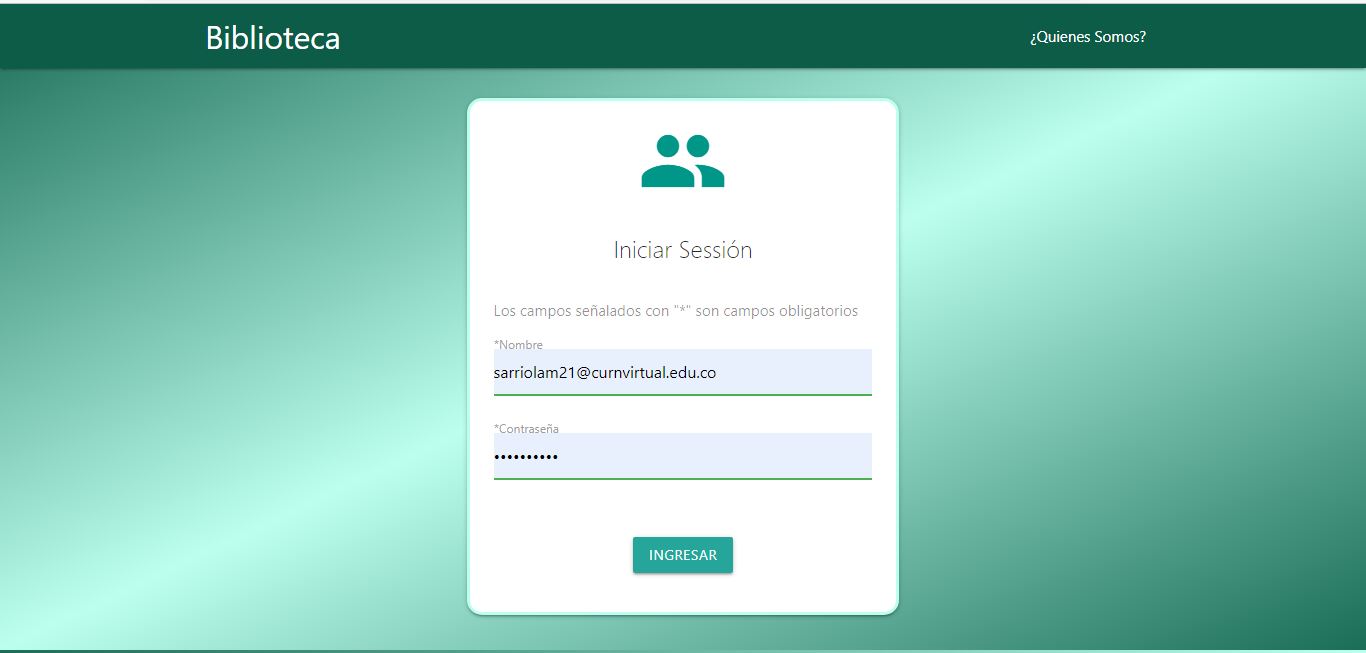 Biblioteca
¿Quienes Somos?
Iniciar Sessión
Los campos señalados con "*" son campos obligatorios
*Nombre
sarriolam21@curnvirtual.edu.co
*Contraseña
••••••••••
INGRESAR